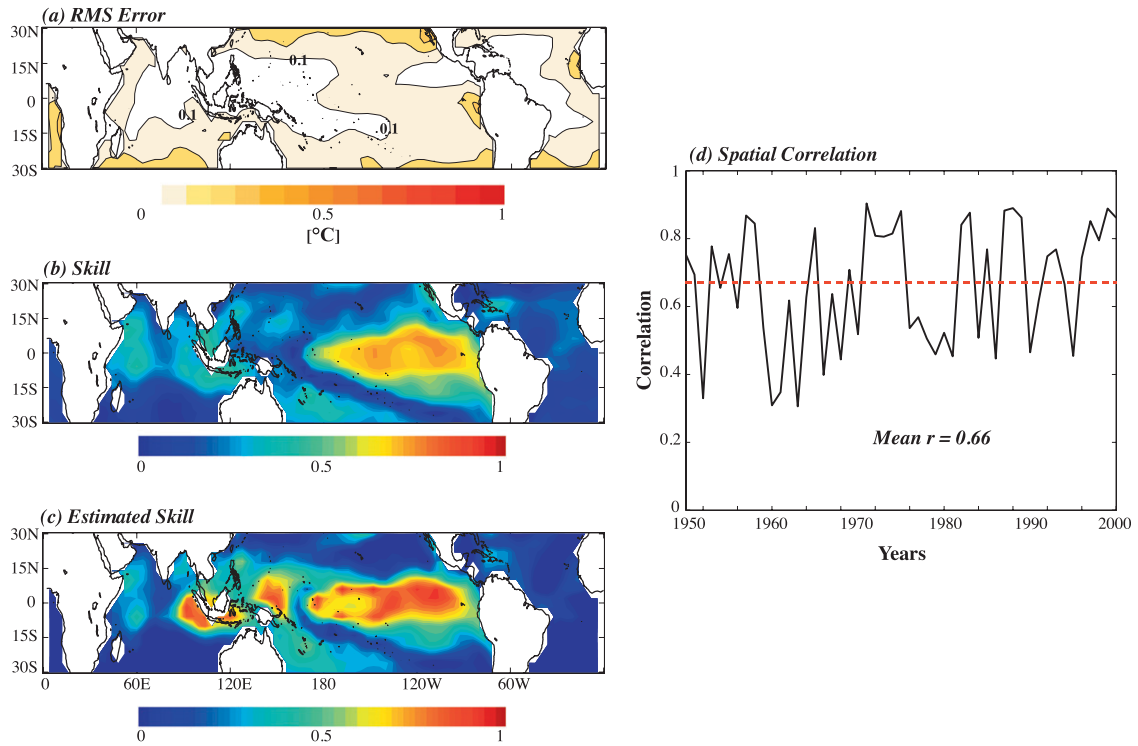 (a) RMS Error
30N
15N
0
15S
30S
0.1
0.1
0.1
0
0.5
1
[°C]
(b) Skill
30N
15N
0
15S
30S
0
0.5
1
(c) Estimated Skill
30N
15N
0
15S
30S
0
60E
120E
180
120W
60W
0
0.5
1
(d) Spatial Correlation
1
0.8
0.6
0.4
0.2
0
Correlation
Mean r = 0.66
1950
1960
1970
1980
1990
2000
Years